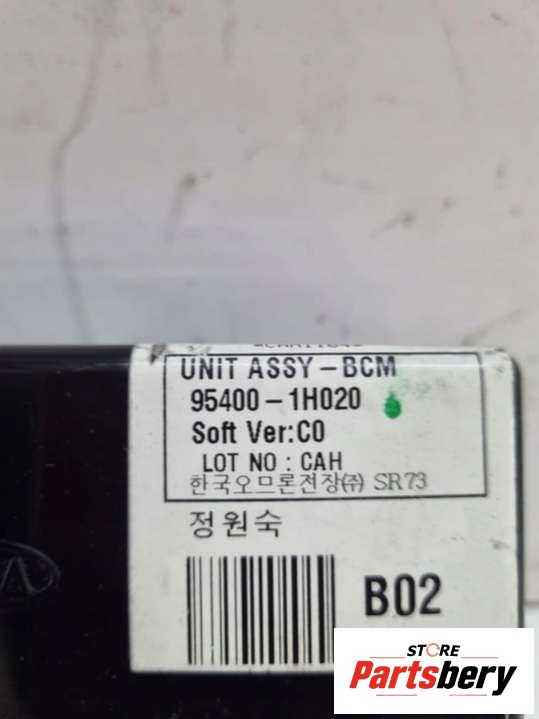 UNIT ASSY-BCM
95400-1H020
Soft Ver:C0
LOT NO : CAH
한국오므론전장㈜ SR73
정원숙
B02
STORE
Partsbery